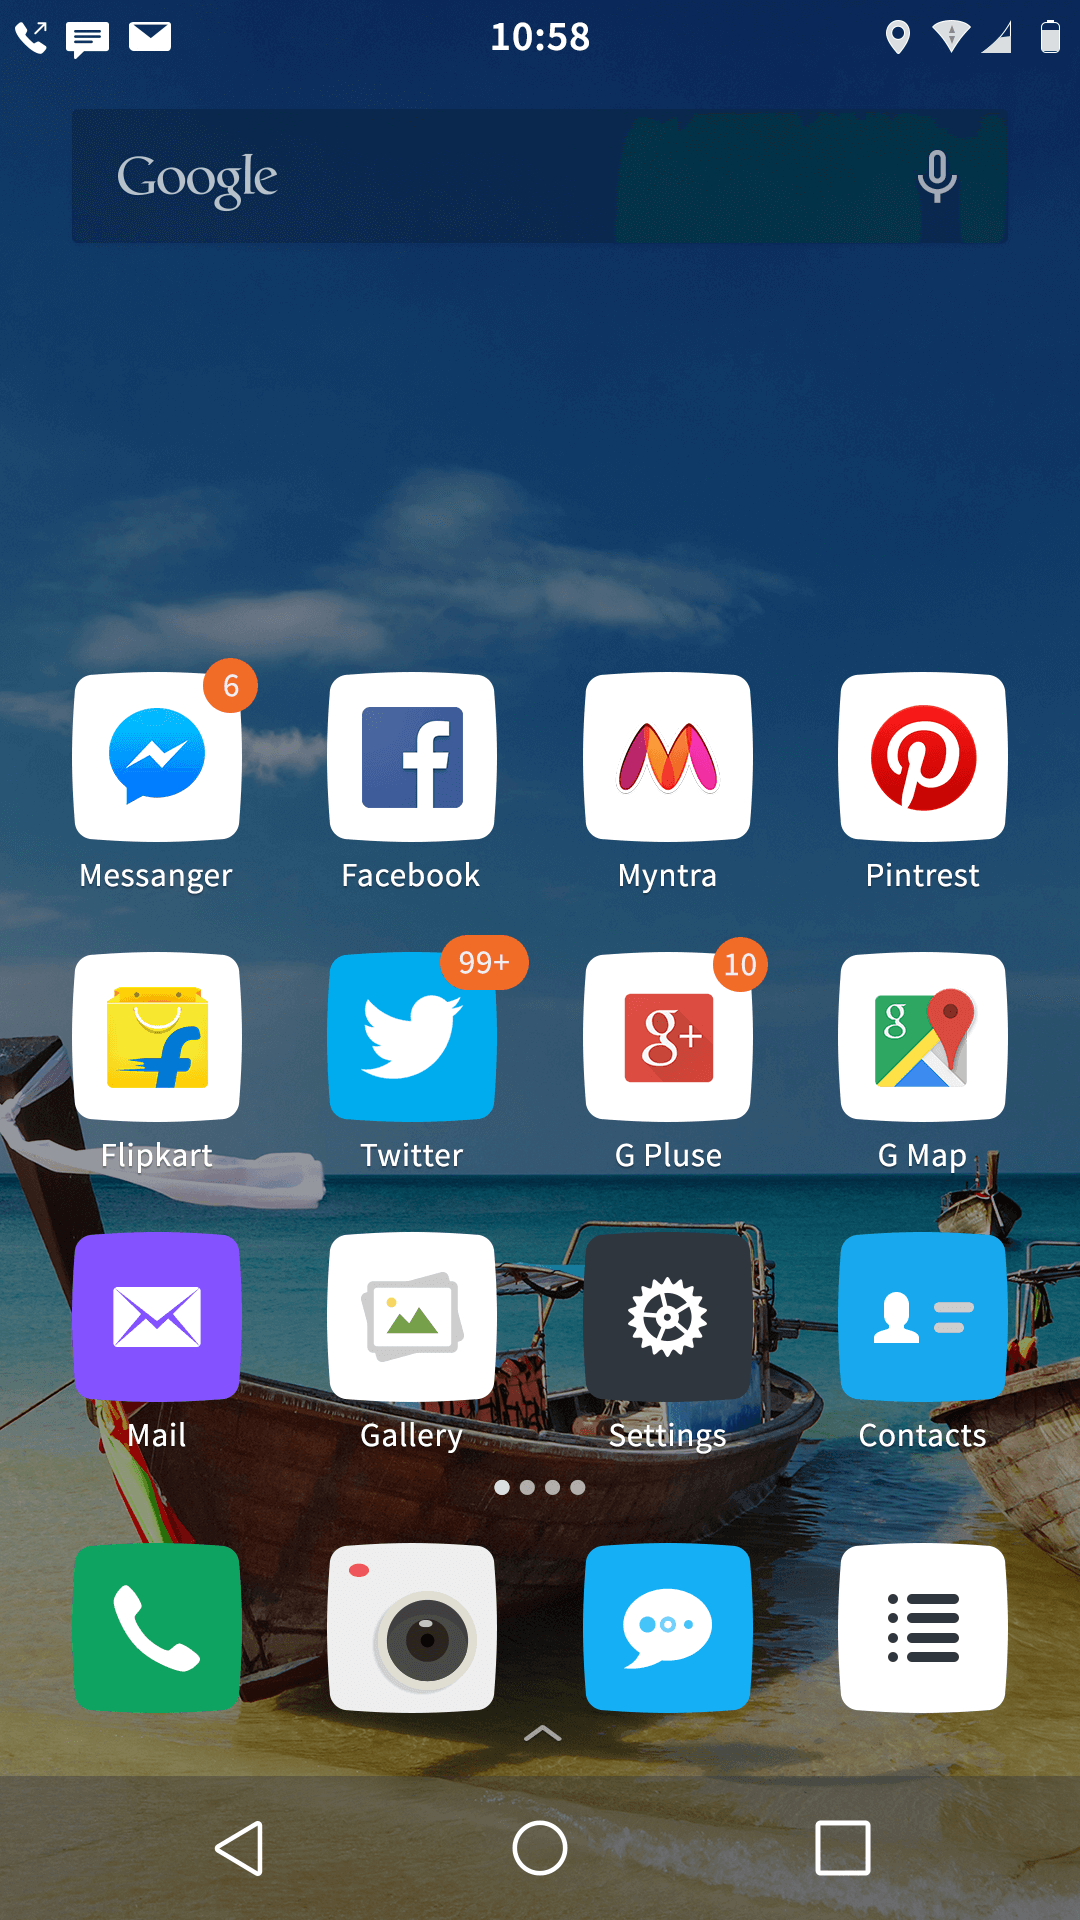 10:58
Google
6
Messanger Facebook Myntra Pintrest
99+ 10
g+ g
Flipkart Twitter G Pluse G Map
Mail Gallery Settings Contacts